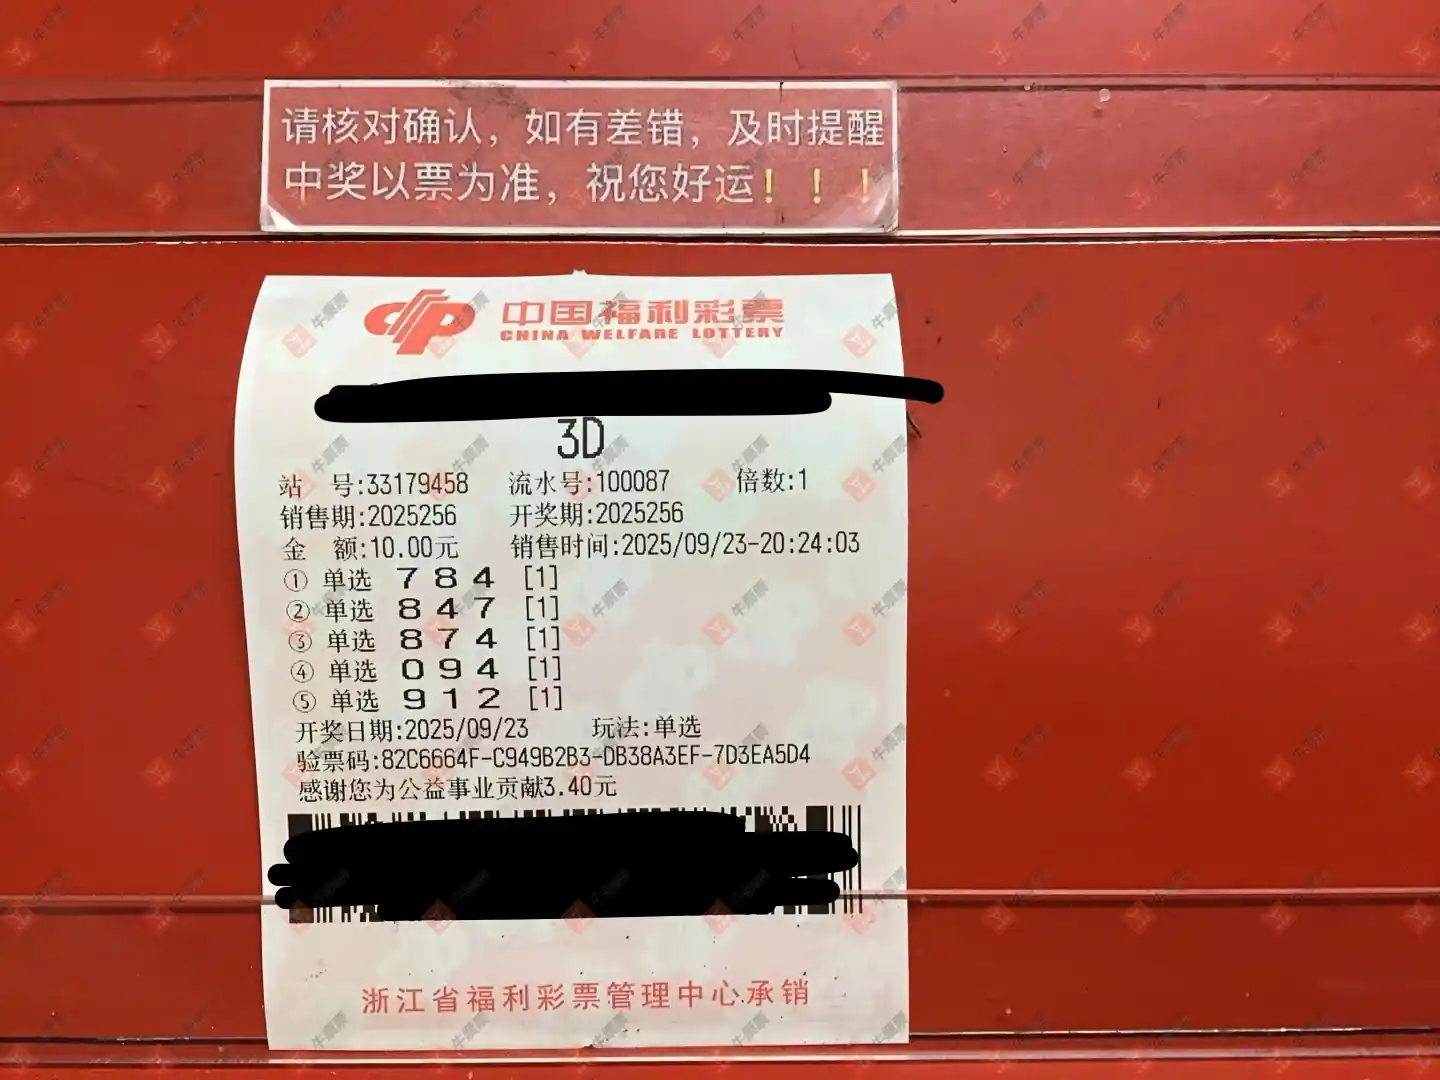 请核对确认，如有差错，及时提醒
中奖以票为准，祝您好运！！！
中国福利彩票
CHINA WELFARE LOTTERY
3D
站 号:33179458 流水号:100087 倍数:1
销售期:2025256 开奖期:2025256
金 额:10.00元 销售时间:2025/09/23-20:24:03
① 单选 7 8 4 [1]
② 单选 8 4 7 [1]
③ 单选 8 7 4 [1]
④ 单选 0 9 4 [1]
⑤ 单选 9 1 2 [1]
开奖日期:2025/09/23 玩法:单选
验票码:82C6664F-C949B2B3-DB38A3EF-7D3EA5D4
感谢您为公益事业贡献3.40元
浙江省福利彩票管理中心承销